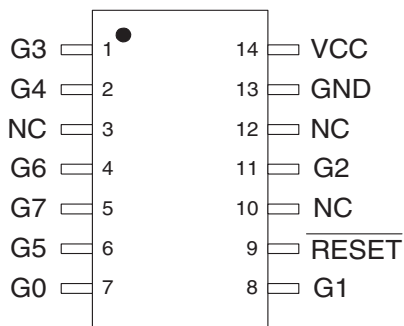 G3 1 14 VCC
G4 2 13 GND
NC 3 12 NC
G6 4 11 G2
G7 5 10 NC
G5 6 9 RESET
G0 7 8 G1